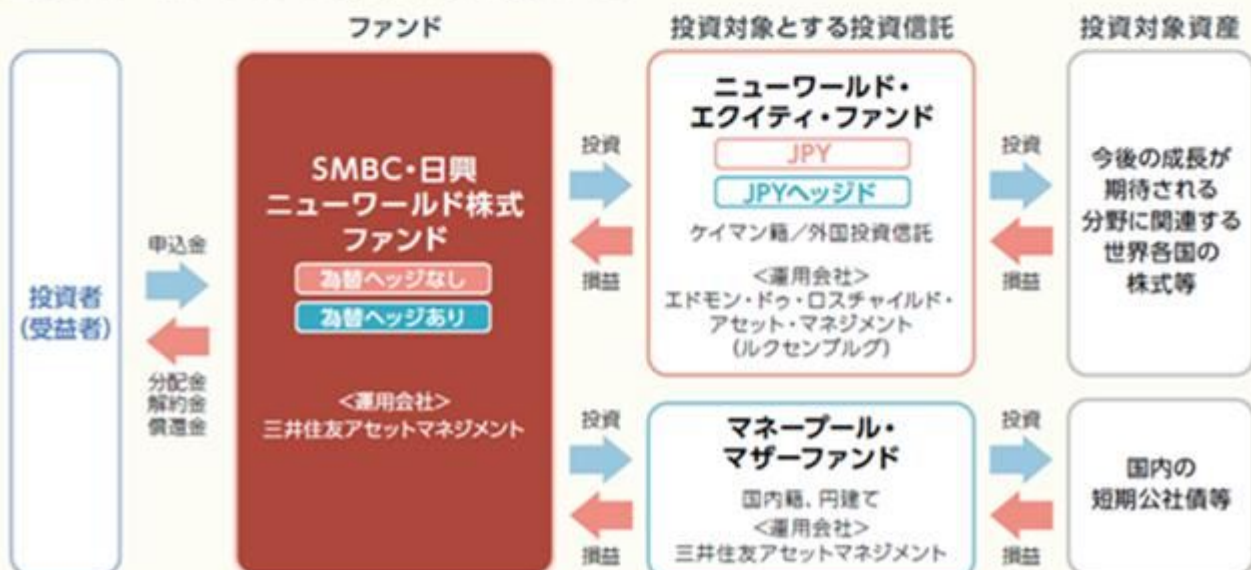 ファンド
投資対象とする投資信託
投資対象資産
投資者
(受益者)
申込金
分配金
解約金
償還金
SMBC・日興
ニューワールド株式
ファンド
為替ヘッジなし
為替ヘッジあり
<運用会社>
三井住友アセットマネジメント
投資
損益
ニューワールド・
エクイティ・ファンド
JPY
JPYヘッジド
ケイマン籍/外国投資信託
<運用会社>
エドモン・ドゥ・ロスチャイルド・
アセット・マネジメント
(ルクセンブルグ)
投資
損益
今後の成長が
期待される
分野に関連する
世界各国の
株式等
投資
損益
マネープール・
マザーファンド
国内籍、円建て
<運用会社>
三井住友アセットマネジメント
投資
損益
国内の
短期公社債等